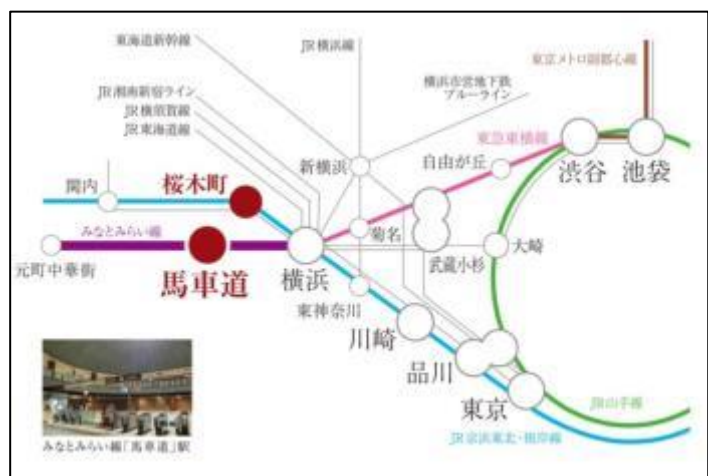 東海道新幹線
JR横浜線
東京メトロ副都心線
横浜市営地下鉄
ブルーライン
JR湘南新宿ライン
JR横須賀線
JR東海道線
東急東横線
新横浜
自由が丘
渋谷
池袋
関内
桜木町
みなとみらい線
元町中華街
馬車道
横浜
菊名
武蔵小杉
大崎
東神奈川
川崎
品川
東京
JR山手線
JR京浜東北・根岸線
みなとみらい線「馬車道」駅